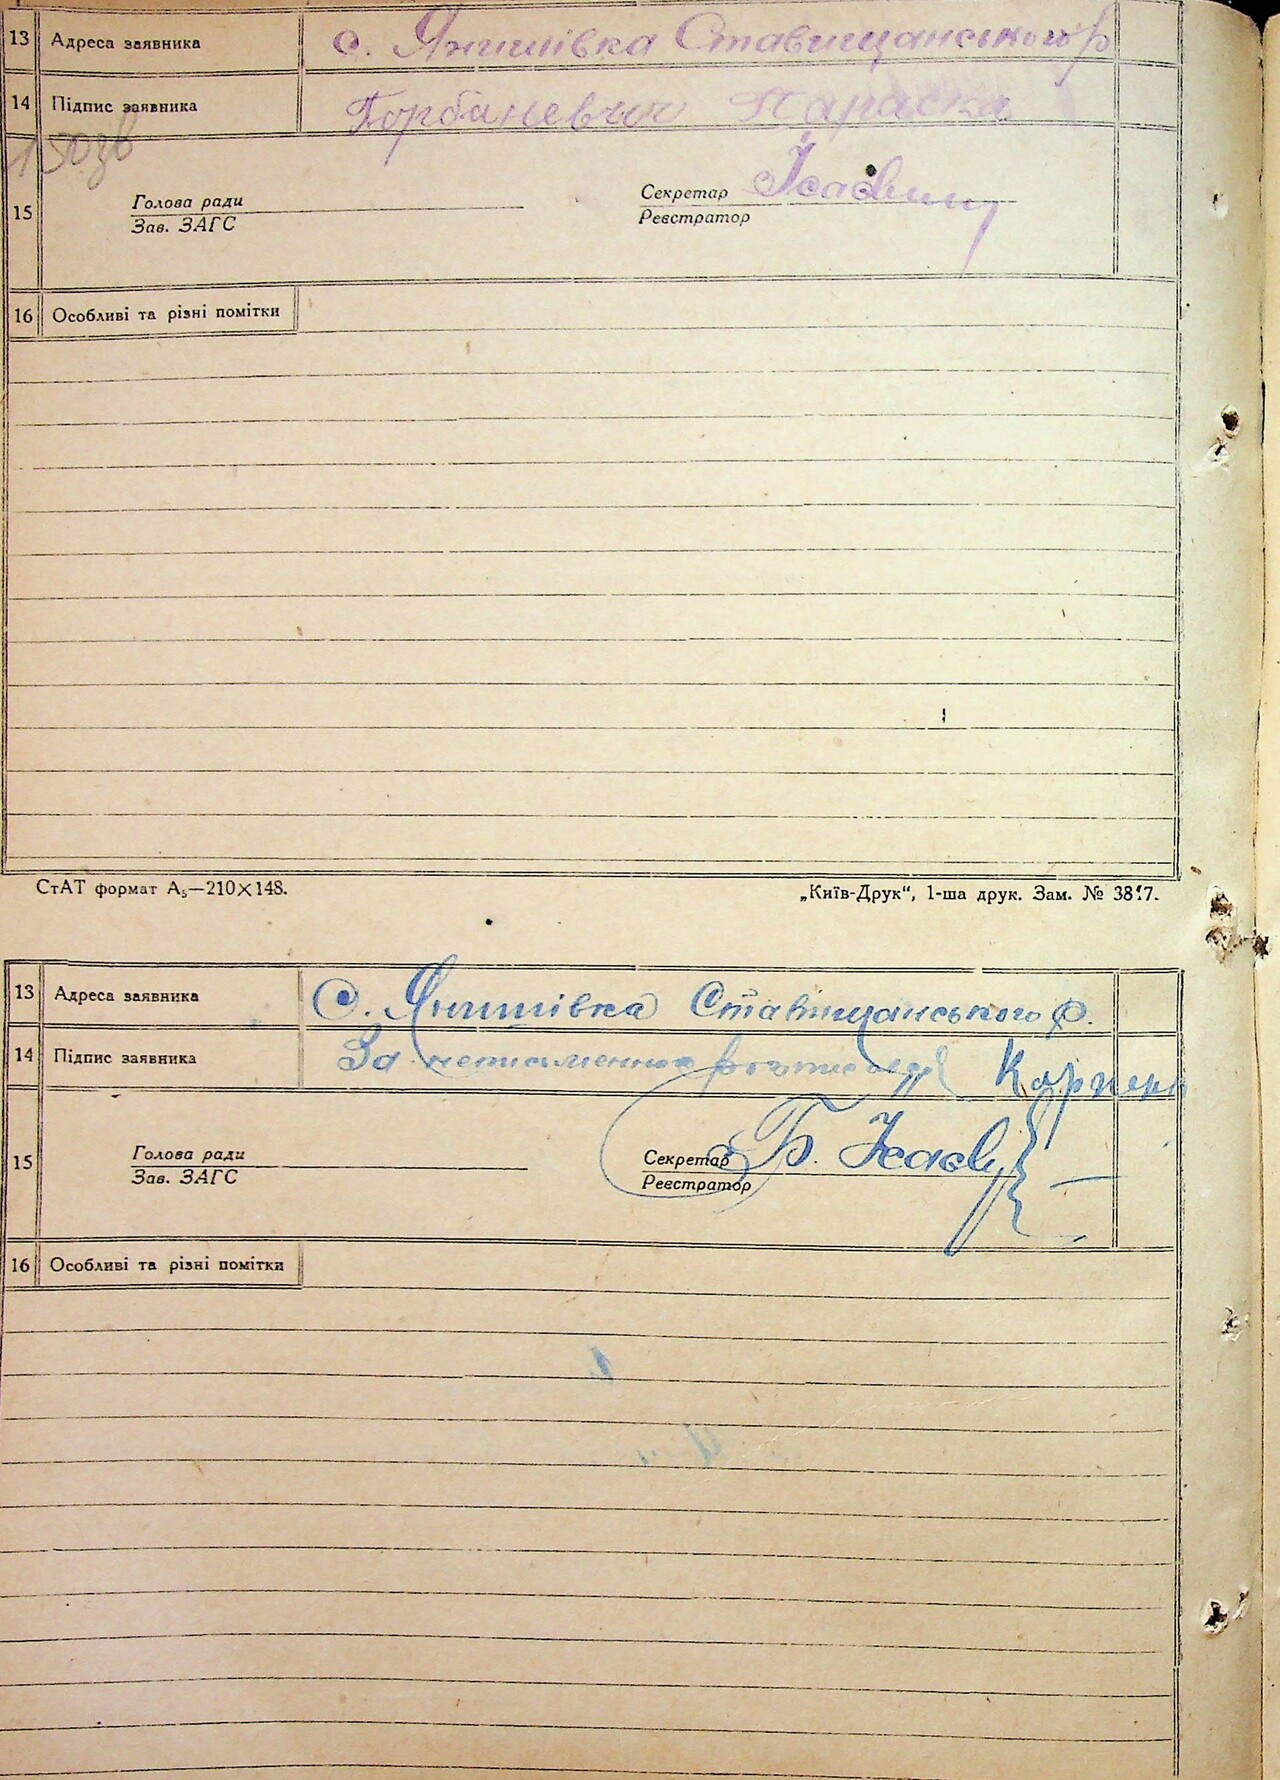 13 Адреса заявника с. Янишівка Ставищанського р
14 Підпис заявника Горбаневич Параска
15 Голова ради Секретар
Зав. ЗАГС Реєстратор
16 Особливі та різні помітки
СтАТ формат А5—210×148. „Київ-Друк“, 1-ша друк. Зам. № 3817.
13 Адреса заявника С. Янишівка Ставищанського р.
14 Підпис заявника За неписьменного
15 Голова ради Секретар Б.
Зав. ЗАГС Реєстратор
16 Особливі та різні помітки